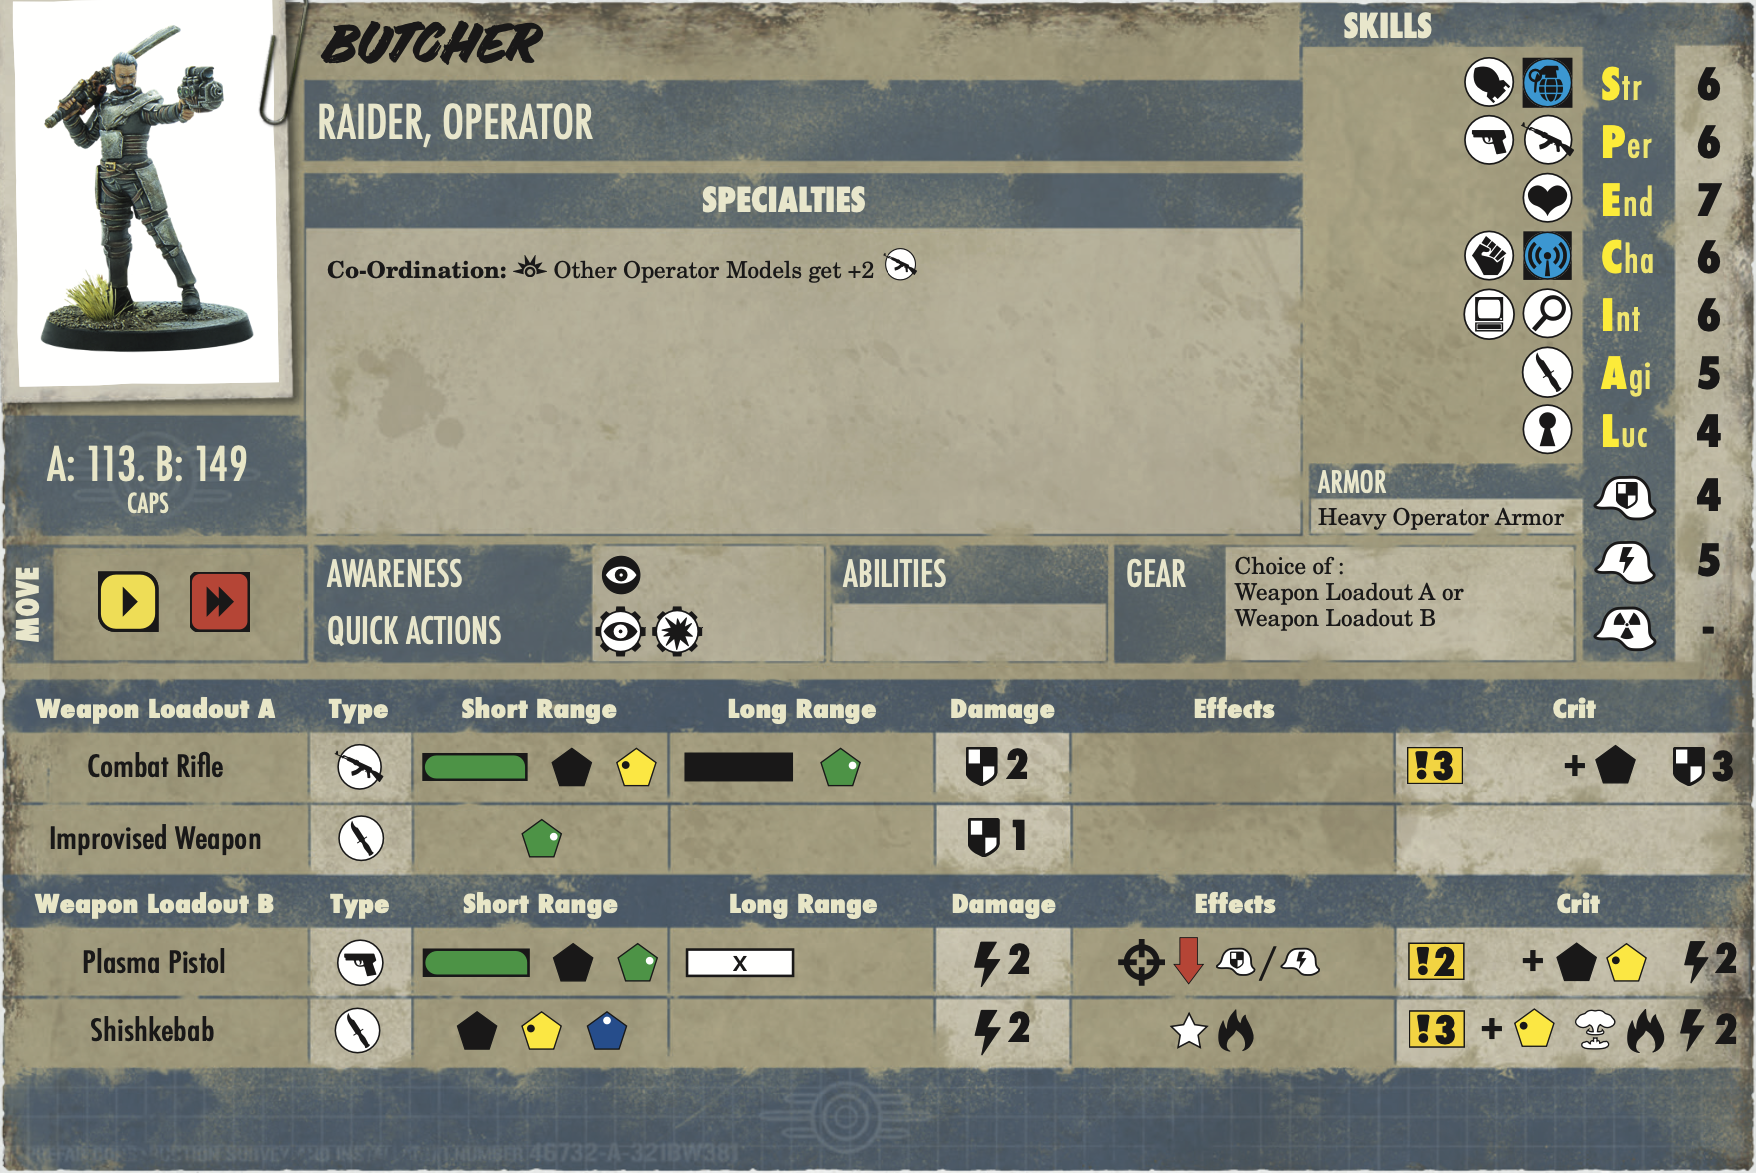 BUTCHER
RAIDER, OPERATOR
SPECIALTIES
Co-Ordination: Other Operator Models get +2
SKILLS
Str 6
Per 6
End 7
Cha 6
Int 6
Agi 5
Luc 4
ARMOR
Heavy Operator Armor
4
5
-
A: 113. B: 149
CAPS
MOVE
AWARENESS
QUICK ACTIONS
ABILITIES
GEAR
Choice of :
Weapon Loadout A or
Weapon Loadout B
Weapon Loadout A Type Short Range Long Range Damage Effects Crit
Combat Rifle 2 !3 + 3
Improvised Weapon 1
Weapon Loadout B Type Short Range Long Range Damage Effects Crit
Plasma Pistol X 2 / !2 + 2
Shishkebab 2 !3 + 2
46732-A-321BW381